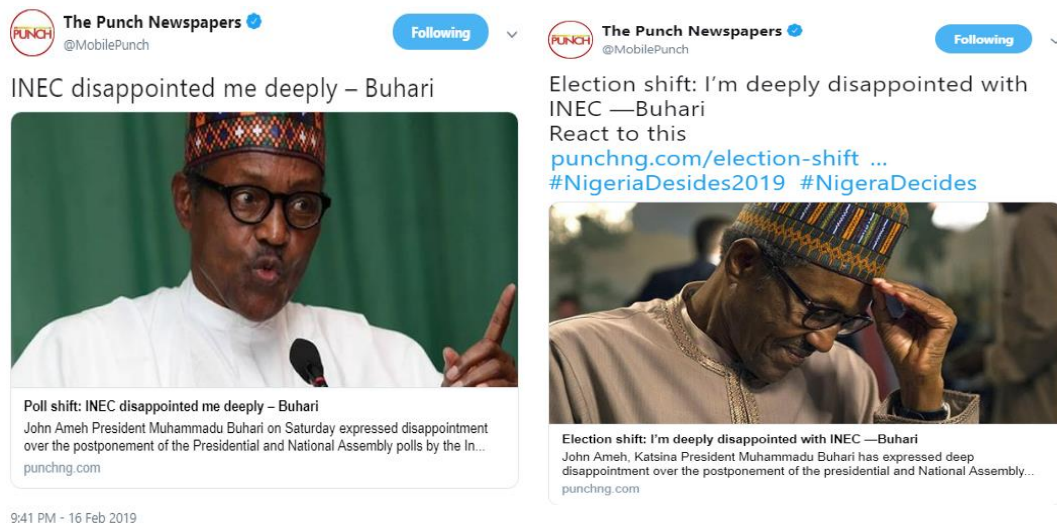 PUNCH
The Punch Newspapers
@MobilePunch
Following
INEC disappointed me deeply – Buhari
Poll shift: INEC disappointed me deeply – Buhari
John Ameh President Muhammadu Buhari on Saturday expressed disappointment
over the postponement of the Presidential and National Assembly polls by the In...
punchng.com
9:41 PM - 16 Feb 2019
PUNCH
The Punch Newspapers
@MobilePunch
Following
Election shift: I'm deeply disappointed with
INEC —Buhari
React to this
punchng.com/election-shift ...
#NigeriaDesides2019 #NigeraDecides
Election shift: I'm deeply disappointed with INEC —Buhari
John Ameh, Katsina President Muhammadu Buhari has expressed deep
disappointment over the postponement of the presidential and National Assembly...
punchng.com